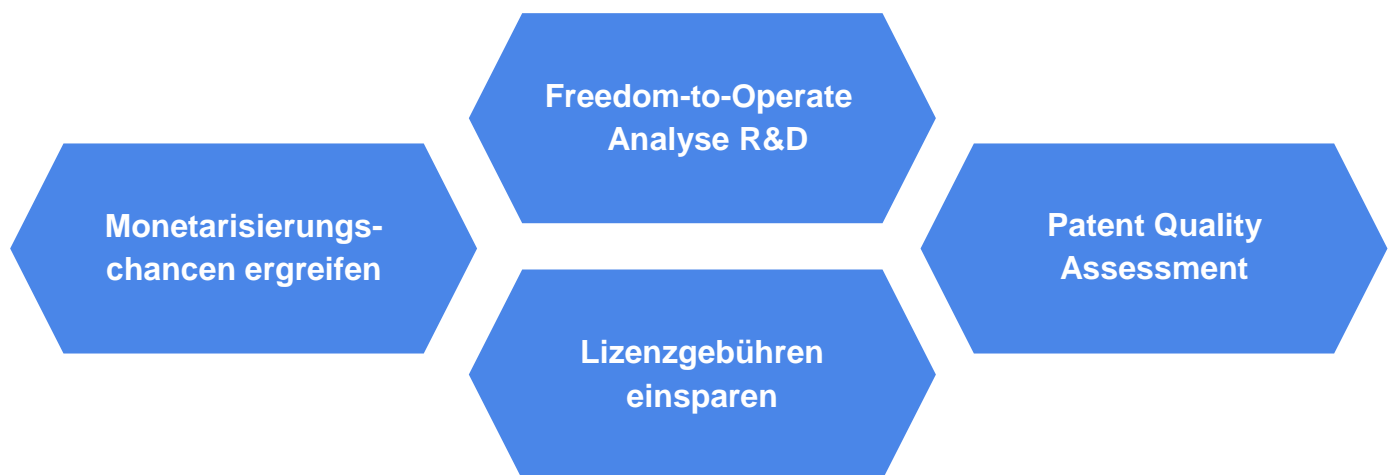 Freedom-to-Operate
Analyse R&D
Monetarisierungs-
chancen ergreifen
Patent Quality
Assessment
Lizenzgebühren
einsparen